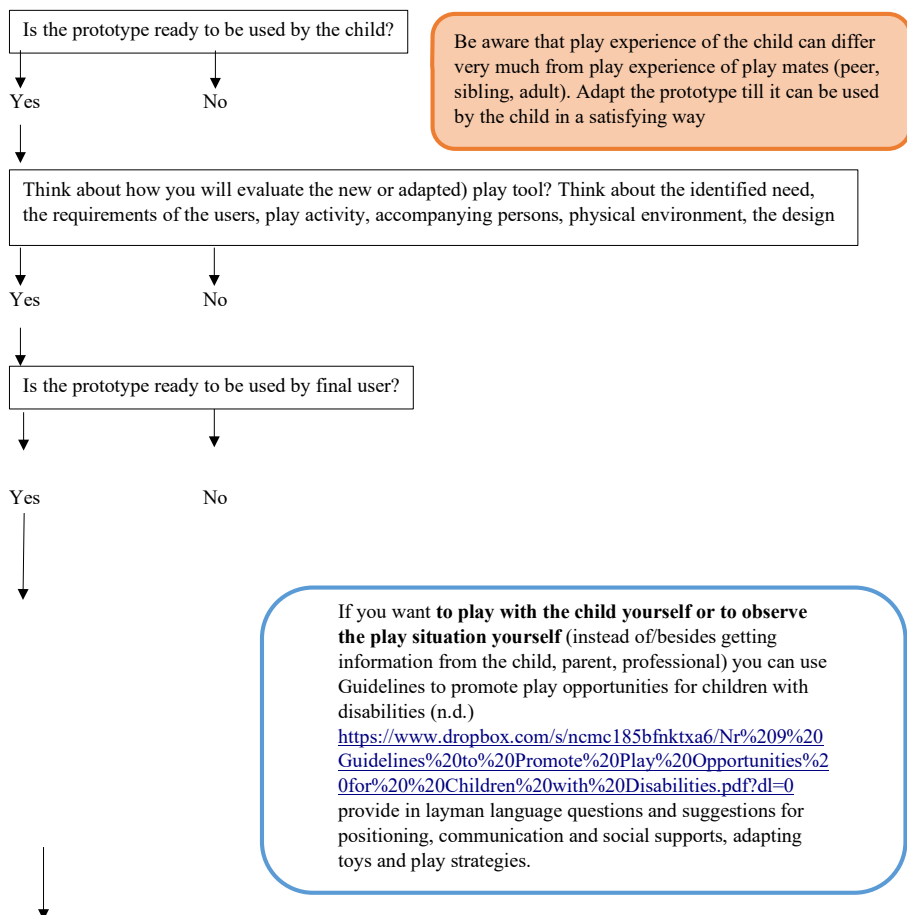 Is the prototype ready to be used by the child?
Yes No
Be aware that play experience of the child can differ
very much from play experience of play mates (peer,
sibling, adult). Adapt the prototype till it can be used
by the child in a satisfying way
Think about how you will evaluate the new or adapted) play tool? Think about the identified need,
the requirements of the users, play activity, accompanying persons, physical environment, the design
Yes No
Is the prototype ready to be used by final user?
Yes No
If you want to play with the child yourself or to observe
the play situation yourself (instead of/besides getting
information from the child, parent, professional) you can use
Guidelines to promote play opportunities for children with
disabilities (n.d.)
https://www.dropbox.com/s/ncmc185bfnktxa6/Nr%209%20
Guidelines%20to%20Promote%20Play%20Opportunities%2
0for%20%20Children%20with%20Disabilities.pdf?dl=0
provide in layman language questions and suggestions for
positioning, communication and social supports, adapting
toys and play strategies.